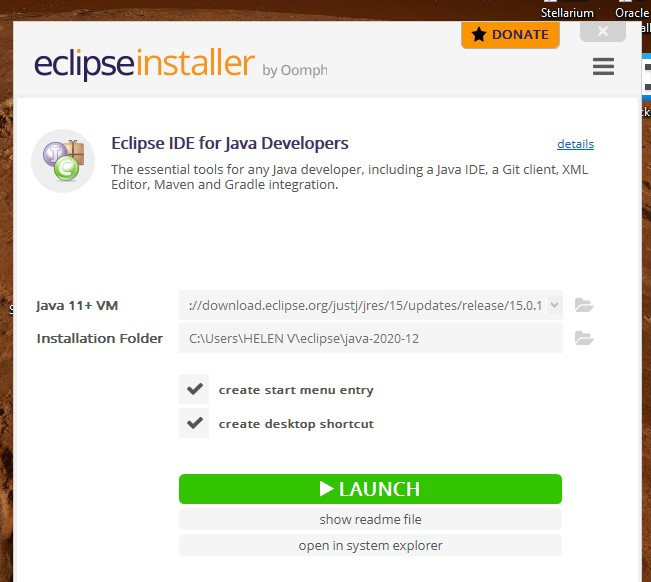 Stellarium Oracle
DONATE
eclipseinstaller by Oomph
Eclipse IDE for Java Developers
details
The essential tools for any Java developer, including a Java IDE, a Git client, XML
Editor, Maven and Gradle integration.
Java 11+ VM
://download.eclipse.org/justj/jres/15/updates/release/15.0.1
Installation Folder
C:\Users\HELEN V\eclipse\java-2020-12
create start menu entry
create desktop shortcut
LAUNCH
show readme file
open in system explorer